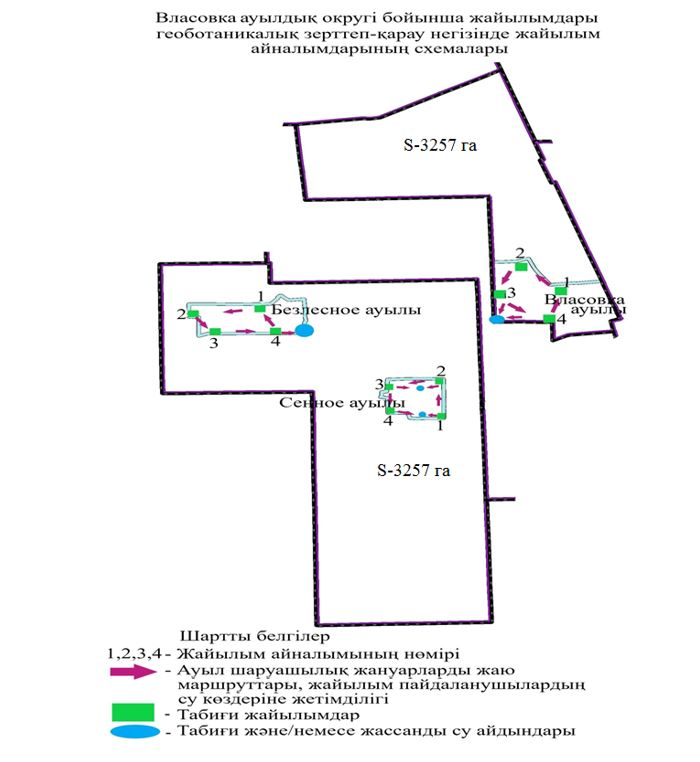 Власовка ауылдық округі бойынша жайылымдары
геоботаникалық зерттеп-қарау негізінде жайылым
айналымдарының схемалары
S-3257 га
2
1
3
Власовка
ауылы
4
1
Безлесное ауылы
2
3
4
2
3
Сенное ауылы
4
1
S-3257 га
Шартты белгілер
1,2,3,4 - Жайылым айналымының нөмірі
- Ауыл шаруашылық жануарларды жаю
маршруттары, жайылым пайдаланушылардың
су көздеріне жетімділігі
- Табиғи жайылымдар
- Табиғи және/немесе жассанды су айдындары